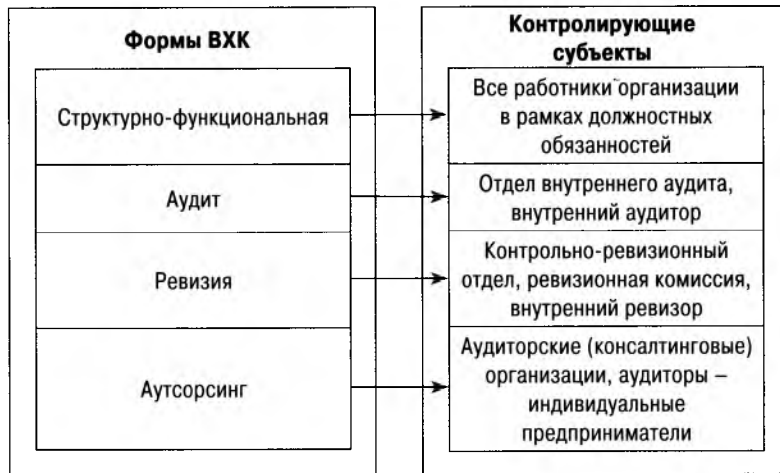 Формы ВХК
Структурно-функциональная
Аудит
Ревизия
Аутсорсинг
Контролирующие
субъекты
Все работники организации
в рамках должностных
обязанностей
Отдел внутреннего аудита,
внутренний аудитор
Контрольно-ревизионный
отдел, ревизионная комиссия,
внутренний ревизор
Аудиторские (консалтинговые)
организации, аудиторы –
индивидуальные
предприниматели